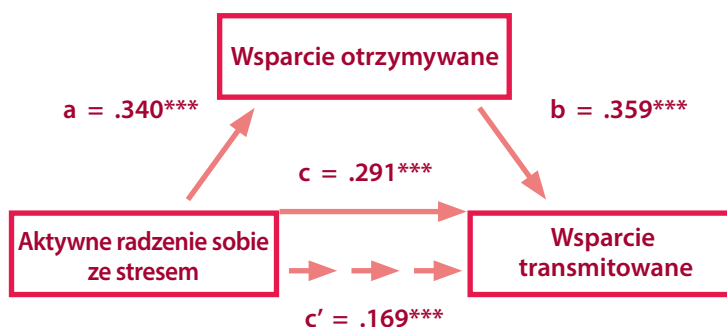 Wsparcie otrzymywane
a = .340***
b = .359***
c = .291***
Aktywne radzenie sobie
ze stresem
Wsparcie
transmitowane
c’ = .169***